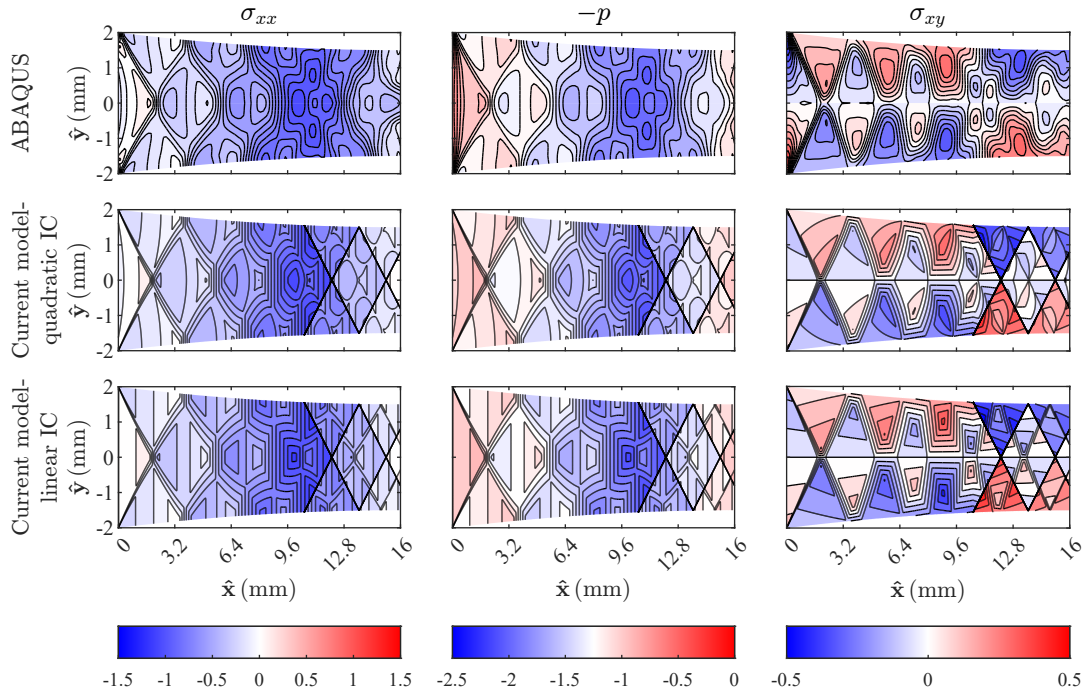 σxx
−p
σxy
ABAQUS
ŷ (mm)
2
1
0
-1
-2
Current model-
quadratic IC
ŷ (mm)
2
1
0
-1
-2
Current model-
linear IC
ŷ (mm)
2
1
0
-1
-2
0 3.2 6.4 9.6 12.8 16
0 3.2 6.4 9.6 12.8 16
0 3.2 6.4 9.6 12.8 16
x̂ (mm)
x̂ (mm)
x̂ (mm)
-1.5 -1 -0.5 0 0.5 1 1.5
-2.5 -2 -1.5 -1 -0.5 0
-0.5 0 0.5